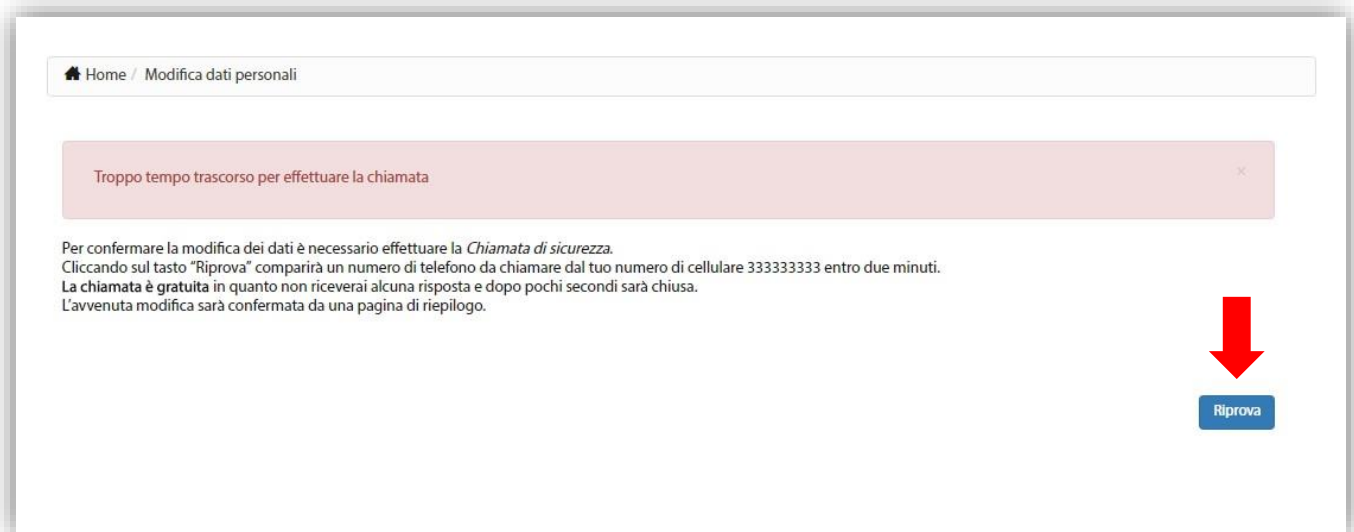 Home / Modifica dati personali
Troppo tempo trascorso per effettuare la chiamata ×
Per confermare la modifica dei dati è necessario effettuare la Chiamata di sicurezza.
Cliccando sul tasto “Riprova” comparirà un numero di telefono da chiamare dal tuo numero di cellulare 333333333 entro due minuti.
La chiamata è gratuita in quanto non riceverai alcuna risposta e dopo pochi secondi sarà chiusa.
L'avvenuta modifica sarà confermata da una pagina di riepilogo.
Riprova